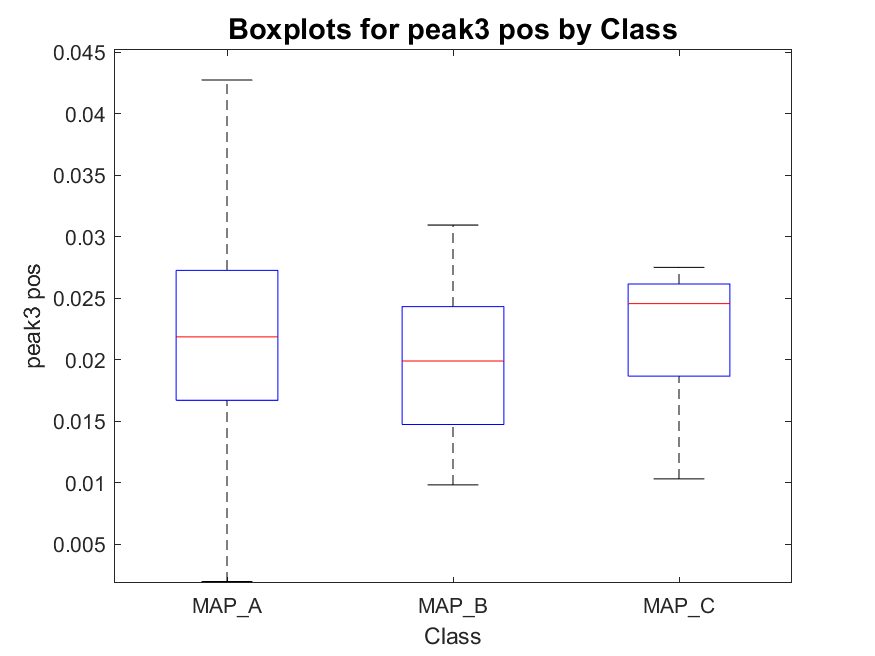 Boxplots for peak3 pos by Class
0.045
0.04
0.035
0.03
0.025
0.02
0.015
0.01
0.005
peak3 pos
MAP_A MAP_B MAP_C
Class